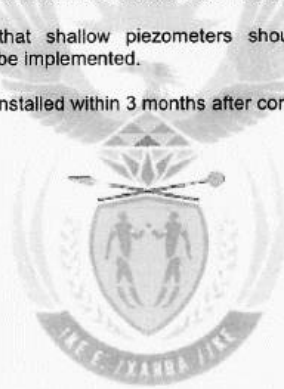 that shallow piezometers shou
be implemented.
nstalled within 3 months after con
!KE E: /XARRA //KE